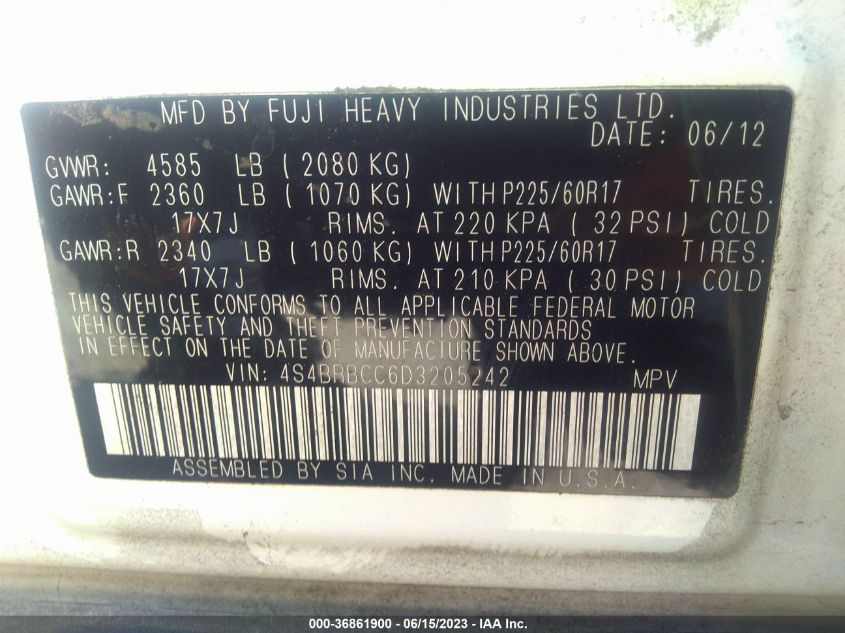 MFD BY FUJI HEAVY INDUSTRIES LTD.
DATE: 06/12
GVWR: 4585 LB ( 2080 KG)
GAWR:F 2360 LB ( 1070 KG) WITH P225/60R17 TIRES.
17X7J RIMS. AT 220 KPA ( 32 PSI) COLD
GAWR:R 2340 LB ( 1060 KG) WITH P225/60R17 TIRES.
17X7J RIMS. AT 210 KPA ( 30 PSI) COLD
THIS VEHICLE CONFORMS TO ALL APPLICABLE FEDERAL MOTOR
VEHICLE SAFETY AND THEFT PREVENTION STANDARDS
IN EFFECT ON THE DATE OF MANUFACTURE SHOWN ABOVE.
VIN: 4S4BRBCC6D3205242 MPV
ASSEMBLED BY SIA INC. MADE IN U.S.A.
000-36861900 - 06/15/2023 - IAA Inc.